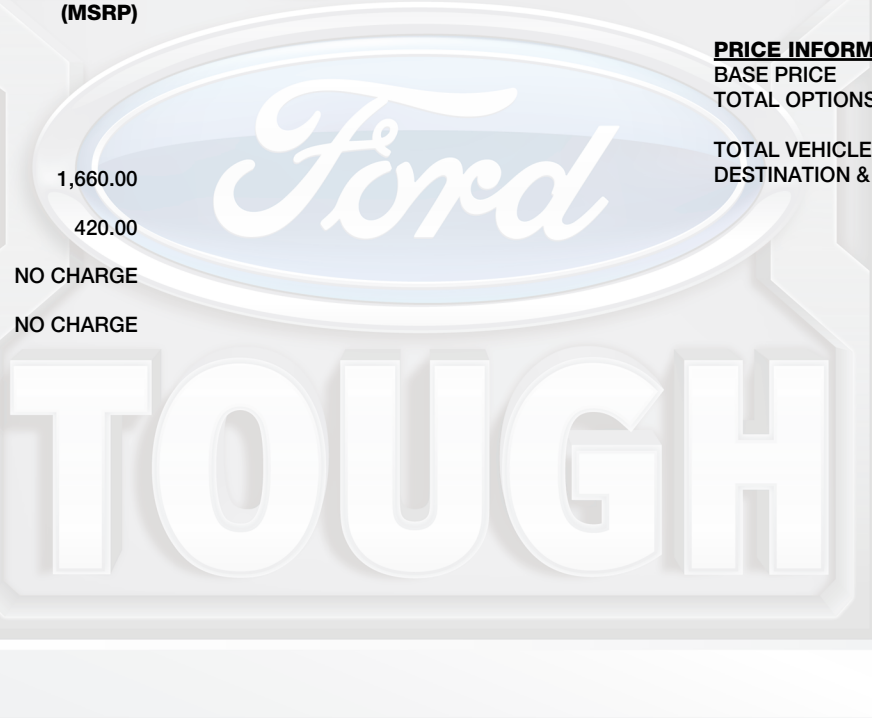 (MSRP)
1,660.00
420.00
NO CHARGE
NO CHARGE
PRICE INFORM
BASE PRICE
TOTAL OPTIONS
TOTAL VEHICLE
DESTINATION &
Ford
TOUGH